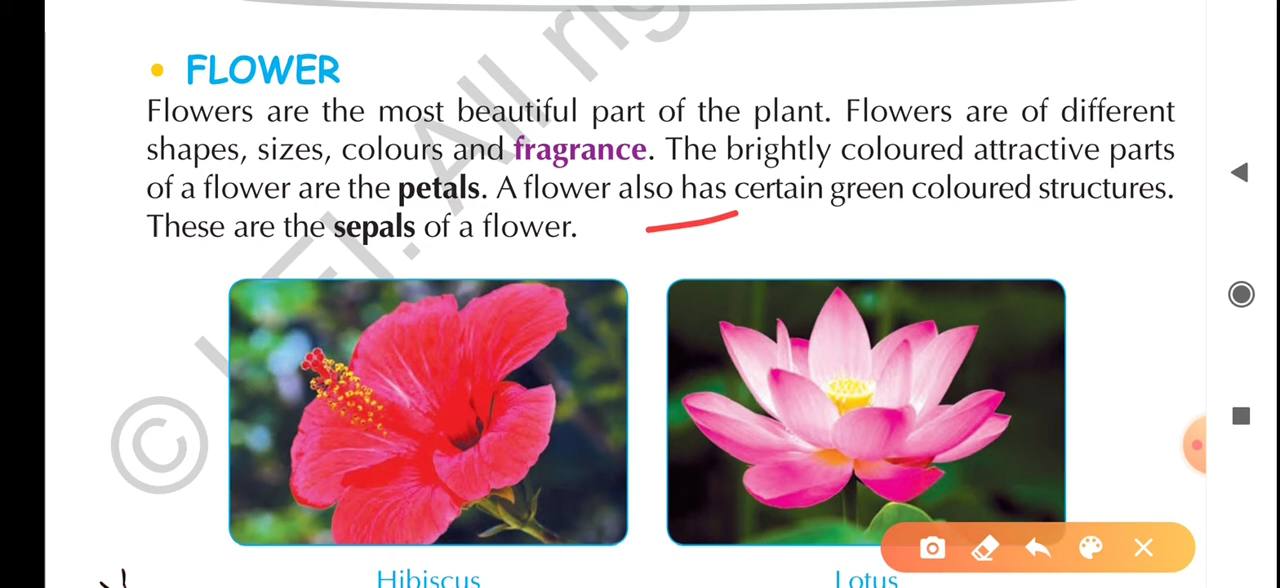 • FLOWER
Flowers are the most beautiful part of the plant. Flowers are of different
shapes, sizes, colours and fragrance. The brightly coloured attractive parts
of a flower are the petals. A flower also has certain green coloured structures.
These are the sepals of a flower.
Hibiscus
Lotus